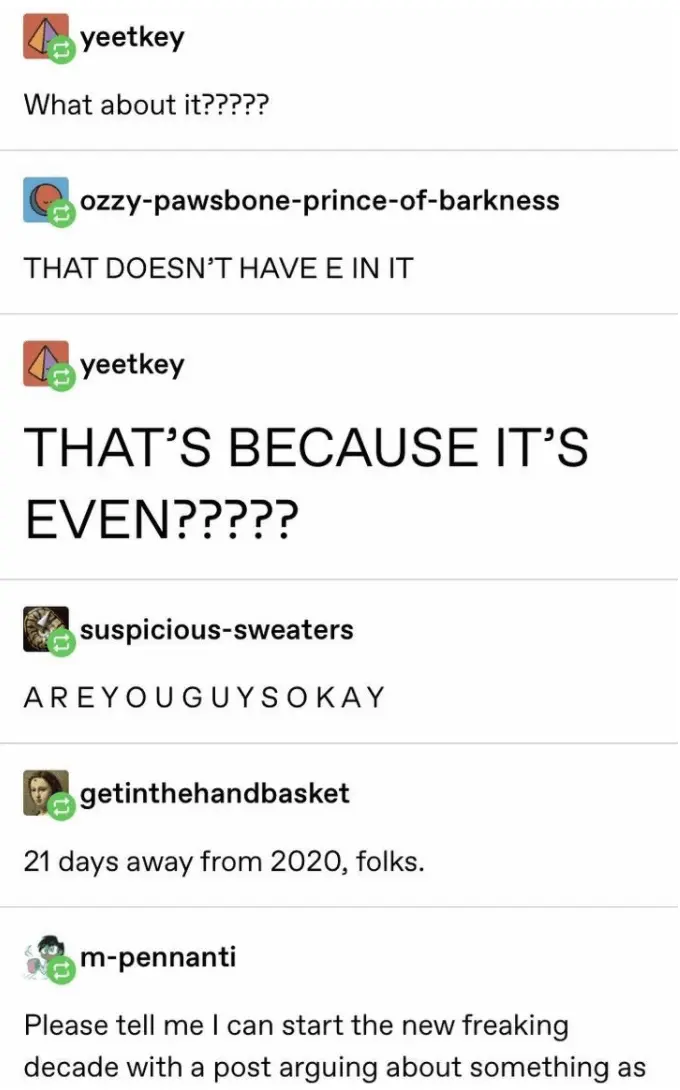 yeetkey
What about it?????
ozzy-pawsbone-prince-of-barkness
THAT DOESN’T HAVE E IN IT
yeetkey
THAT’S BECAUSE IT’S
EVEN?????
suspicious-sweaters
A R E Y O U G U Y S O K A Y
getinthehandbasket
21 days away from 2020, folks.
m-pennanti
Please tell me I can start the new freaking
decade with a post arguing about something as